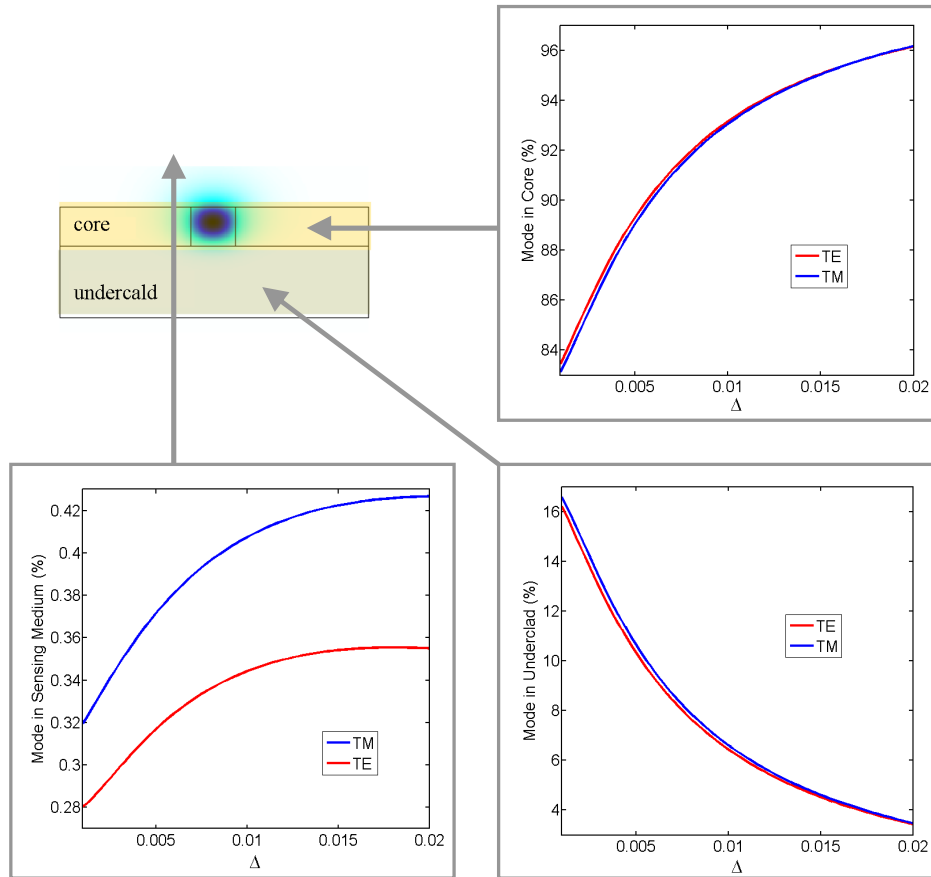 96
94
92
90
88
86
84
Mode in Core (%)
TE
TM
0.005
0.01
0.015
0.02
Δ
core
undercald
0.42
0.4
0.38
0.36
0.34
0.32
0.3
0.28
Mode in Sensing Medium (%)
TM
TE
0.005
0.01
0.015
0.02
Δ
16
14
12
10
8
6
4
Mode in Underclad (%)
TE
TM
0.005
0.01
0.015
0.02
Δ